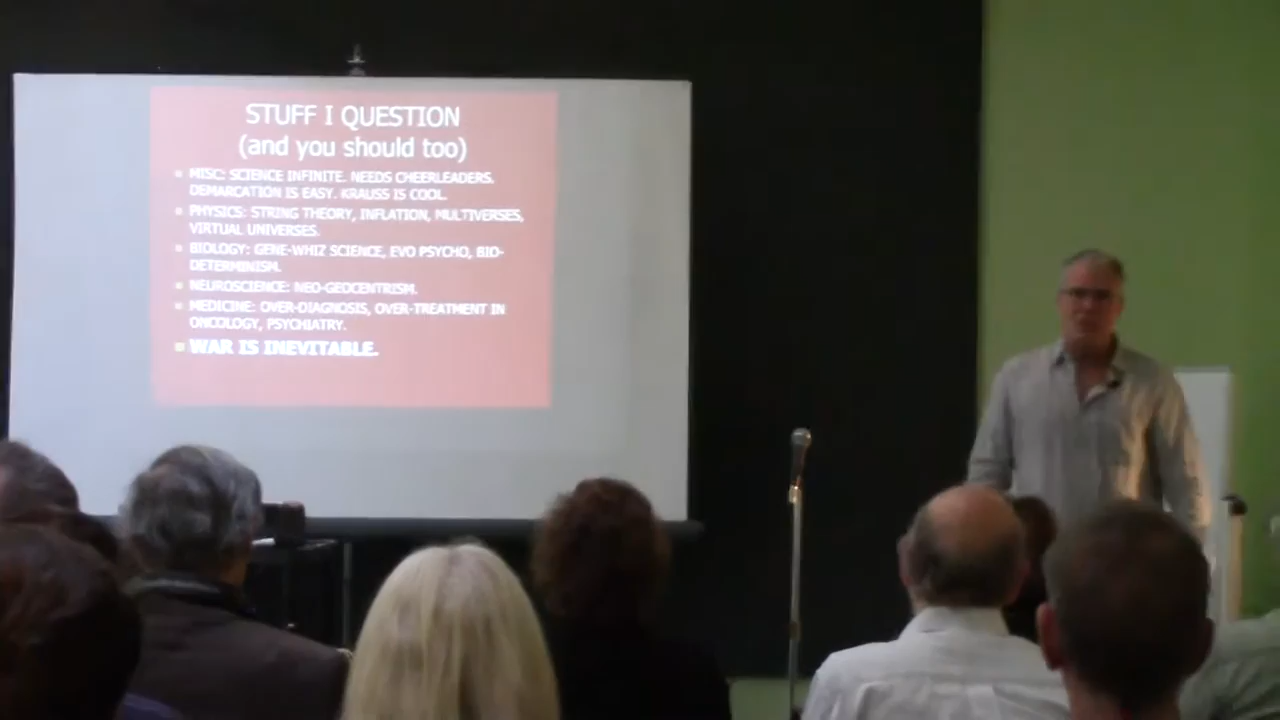 STUFF I QUESTION
(and you should too)
MISC: SCIENCE INFINITE. NEEDS CHEERLEADERS.
DEMARCATION IS EASY. KRAUSS IS COOL.
PHYSICS: STRING THEORY, INFLATION, MULTIVERSES,
VIRTUAL UNIVERSES.
BIOLOGY: GENE-WHIZ SCIENCE, EVO PSYCHO, BIO-
DETERMINISM.
NEUROSCIENCE: NEO-GEOCENTRISM.
MEDICINE: OVER-DIAGNOSIS, OVER-TREATMENT IN
ONCOLOGY, PSYCHIATRY.
WAR IS INEVITABLE.